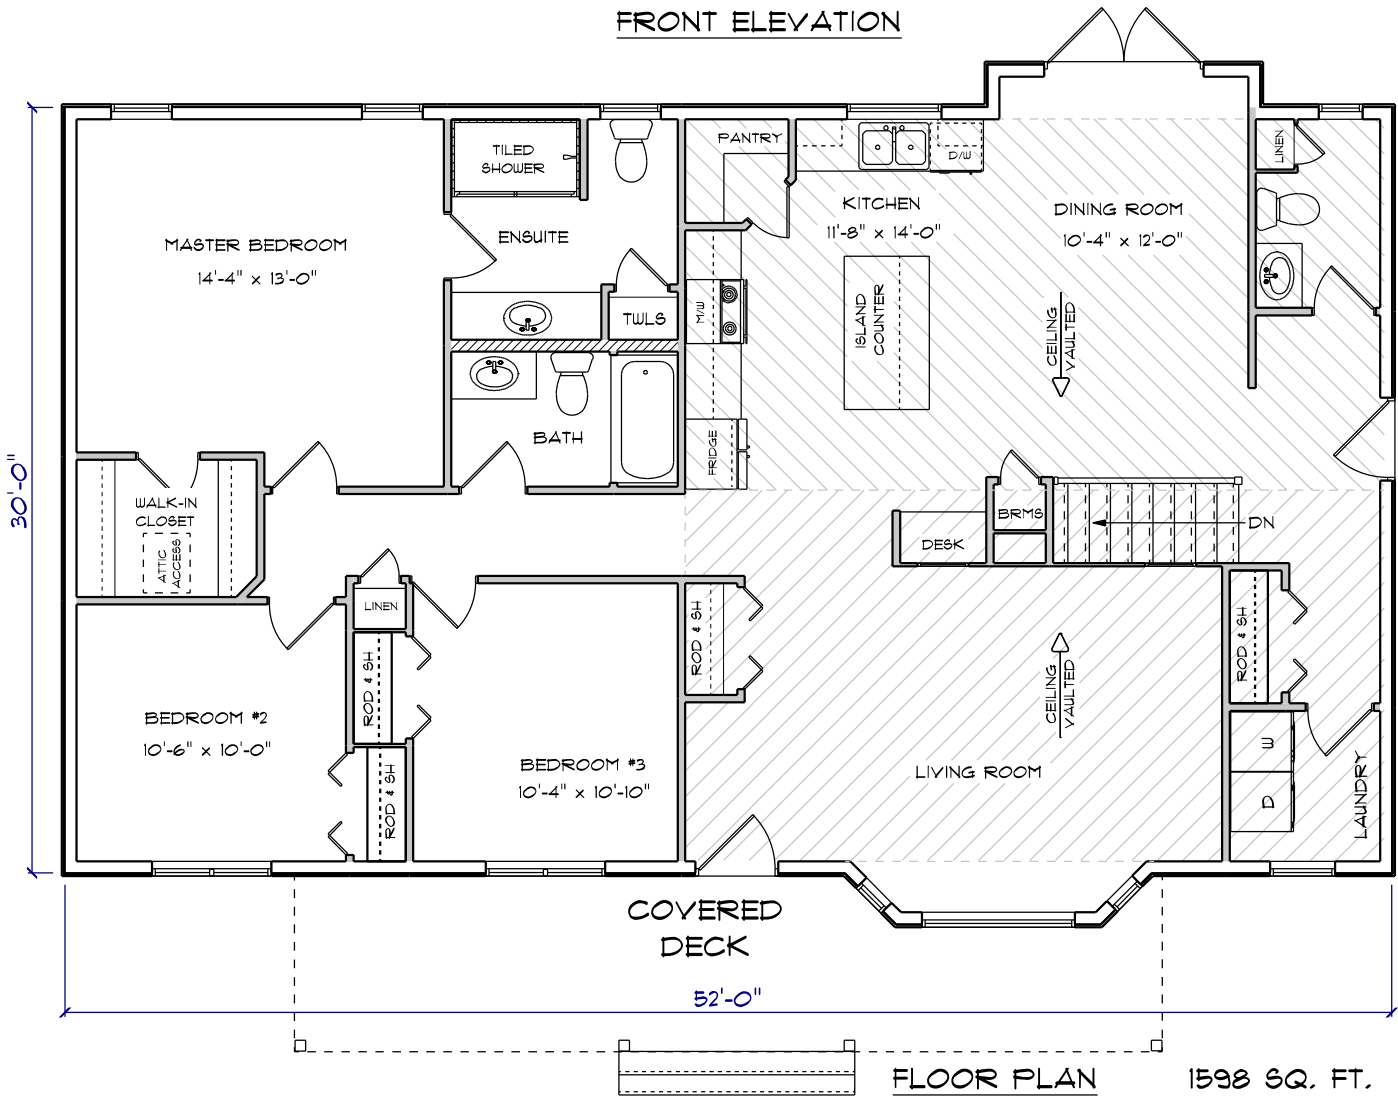 FRONT ELEVATION
PANTRY
TILED
SHOWER
D/W
LINEN
KITCHEN
11'-8" x 14'-0"
DINING ROOM
10'-4" x 12'-0"
MASTER BEDROOM
14'-4" x 13'-0"
ENSUITE
TWLS
M/W
ISLAND
COUNTER
CEILING
VAULTED
BATH
FRIDGE
30'-0"
WALK-IN
CLOSET
ATTIC
ACCESS
BRMS
DN
DESK
LINEN
ROD & SH
ROD & SH
ROD & SH
CEILING
VAULTED
BEDROOM #2
10'-6" x 10'-0"
BEDROOM #3
10'-4" x 10'-10"
ROD & SH
LIVING ROOM
W
D
LAUNDRY
COVERED
DECK
52'-0"
FLOOR PLAN
1598 SQ. FT.